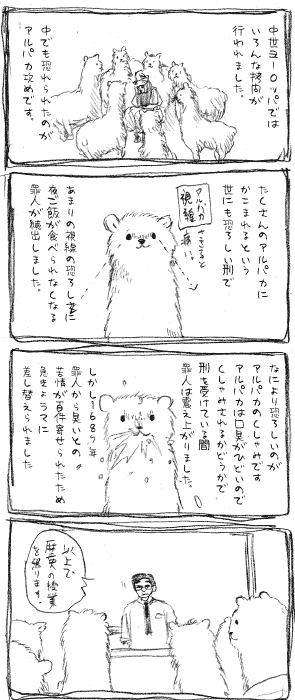 中世ヨーロッパでは
いろんな拷問が
行われました。
中でも恐れられたのが
アルパカ攻めです。
たくさんのアルパカに
かこまれるという
世にも恐ろしい刑で
アルパカ
視線
させると
痛い。
あまりの視線の恐ろしさに
夜ご飯が食べられなくなる
罪人が続出しました。
なにより恐ろしいのが
アルパカのくしゃみです
アルパカは口臭がひどいので
くしゃみされるかどうかで
刑を受けている間
罪人は震え上がりました。
しかし1687年
罪人から臭いとの
苦情が百件寄せられたため
急きょラマに
差し替えられました
以上で
歴史の授業
を終ります。